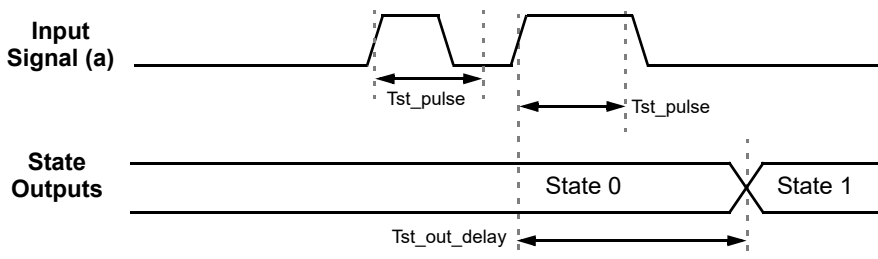 Input
Signal (a)
Tst_pulse
Tst_pulse
State
Outputs
State 0
State 1
Tst_out_delay